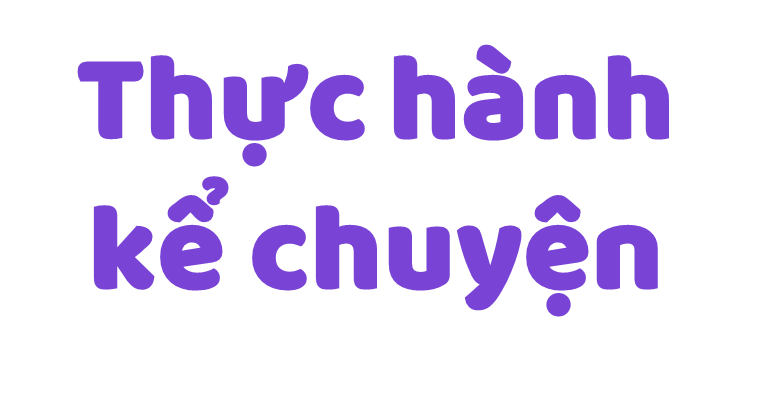 Thực hành
kể chuyện